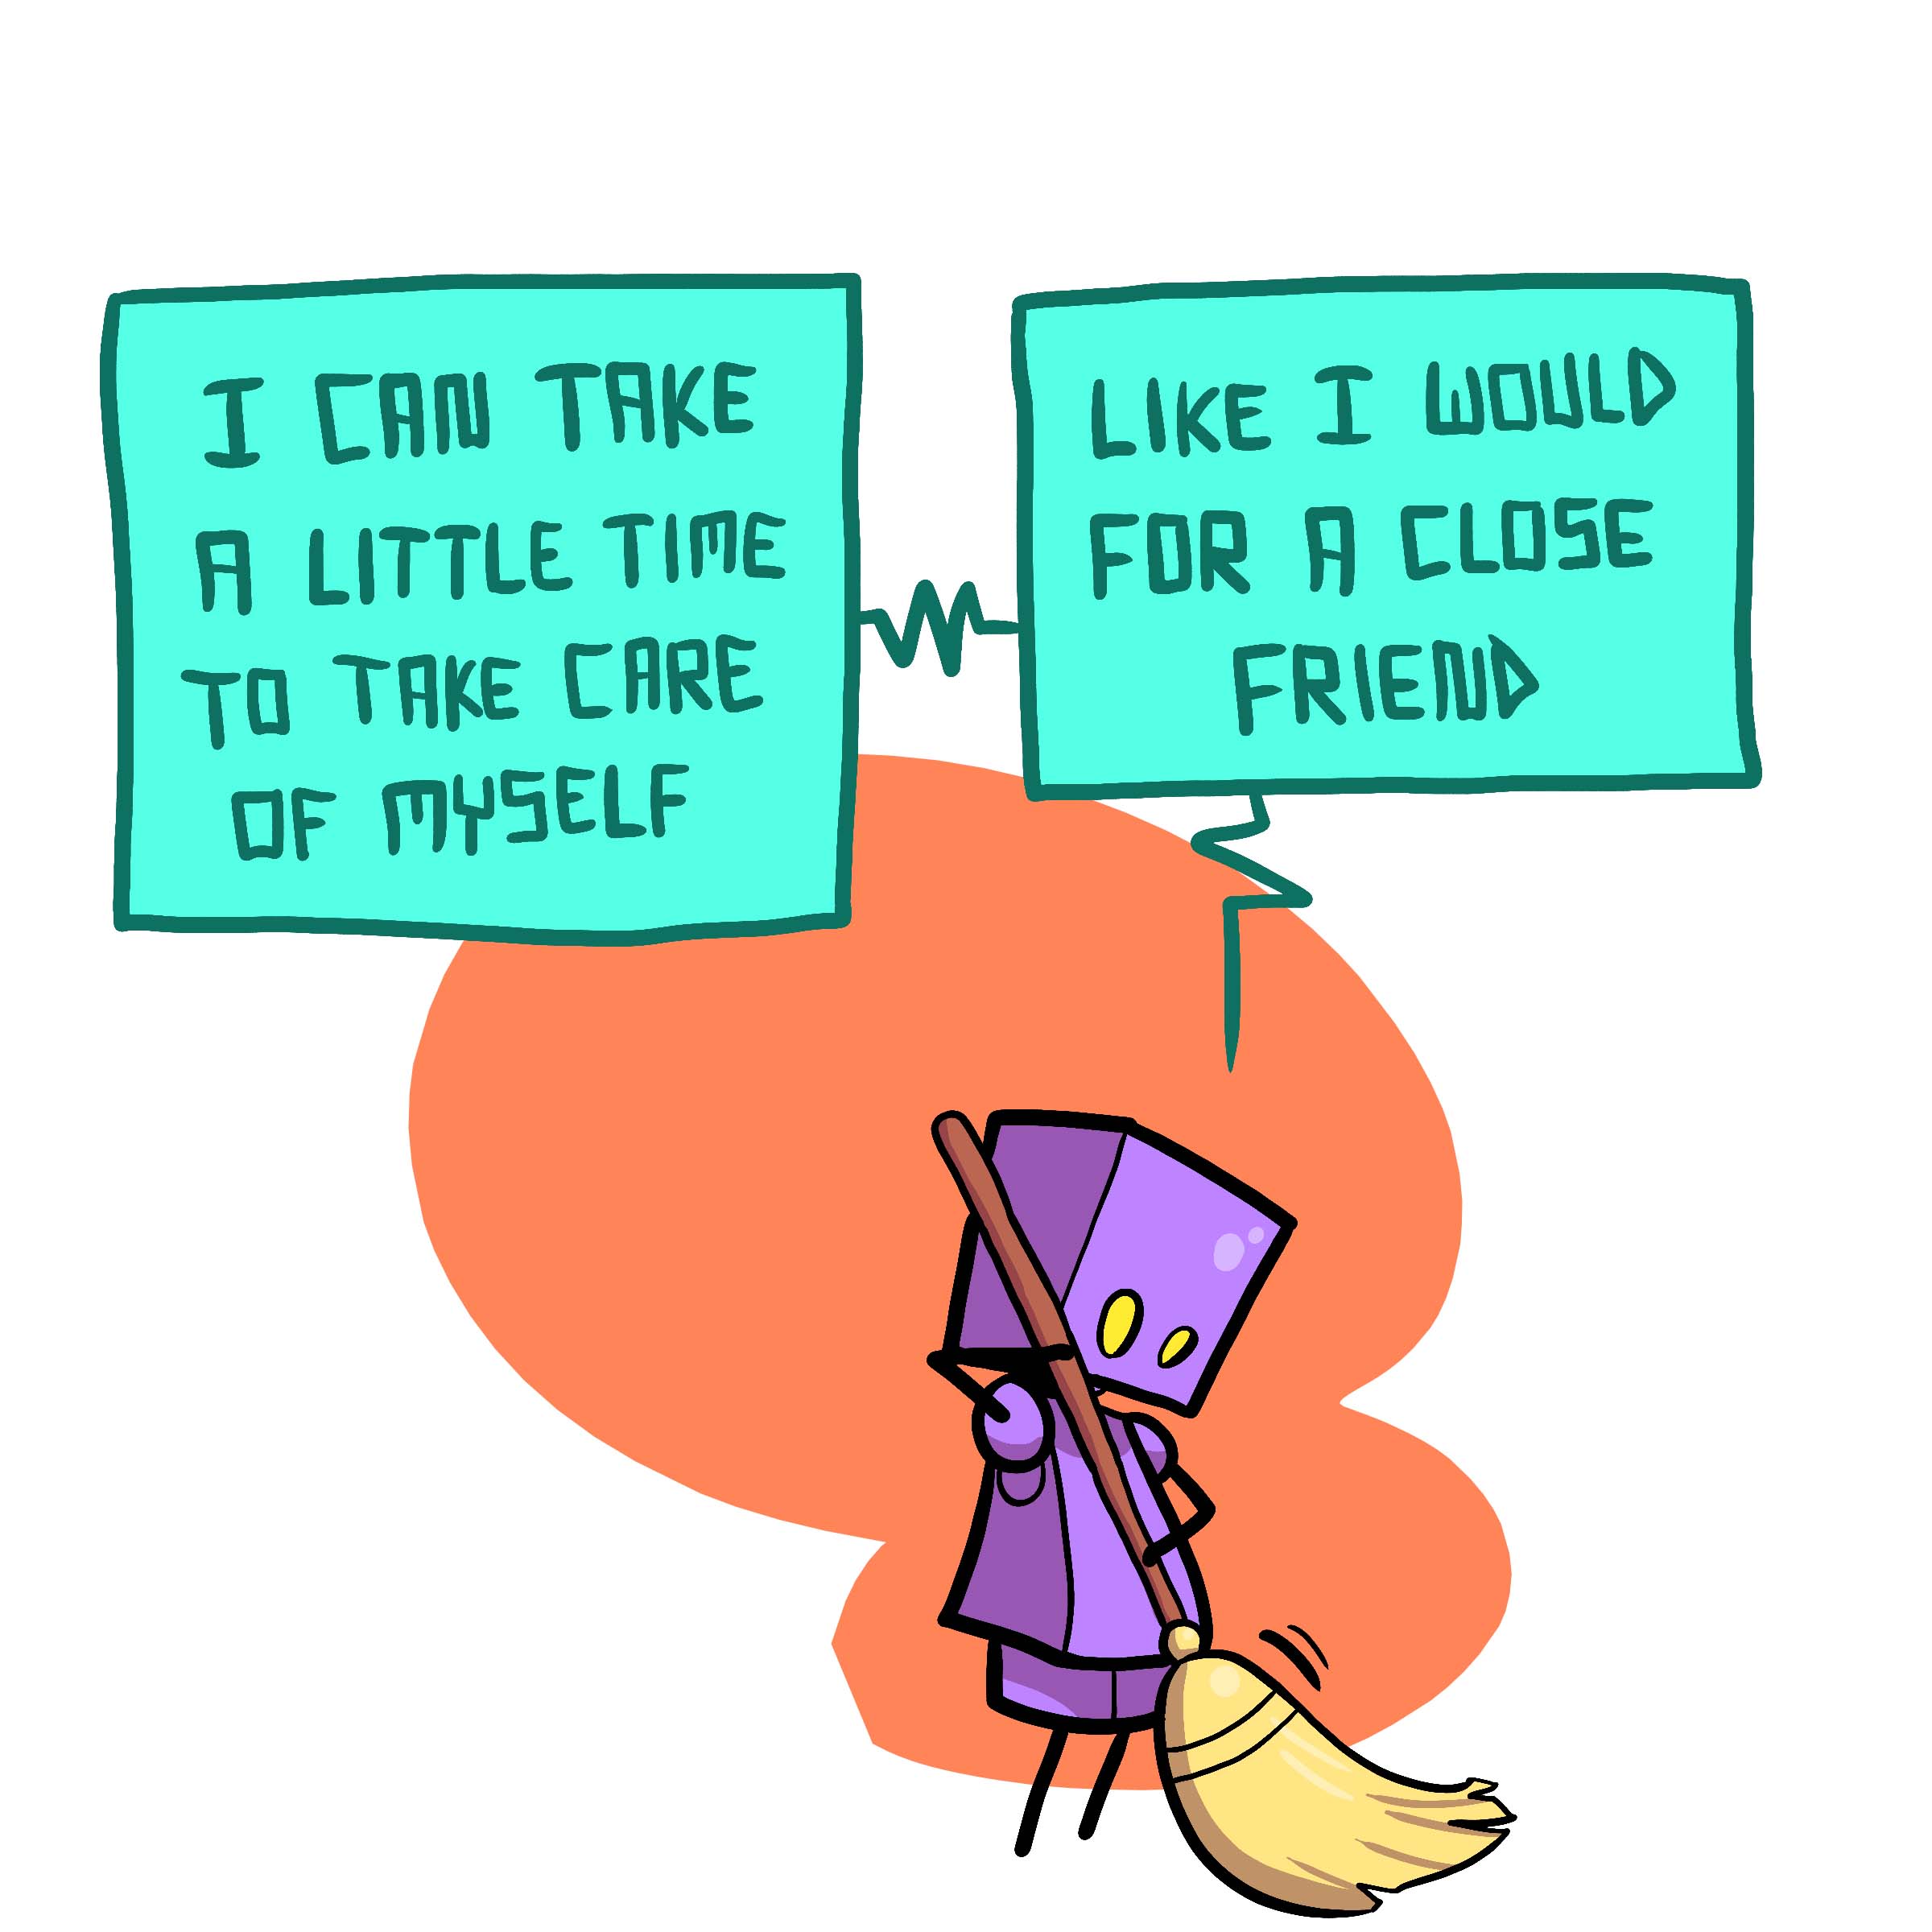 I CAN TAKE
A LITTLE TIME
TO TAKE CARE
OF MYSELF
LIKE I WOULD
FOR A CLOSE
FRIEND